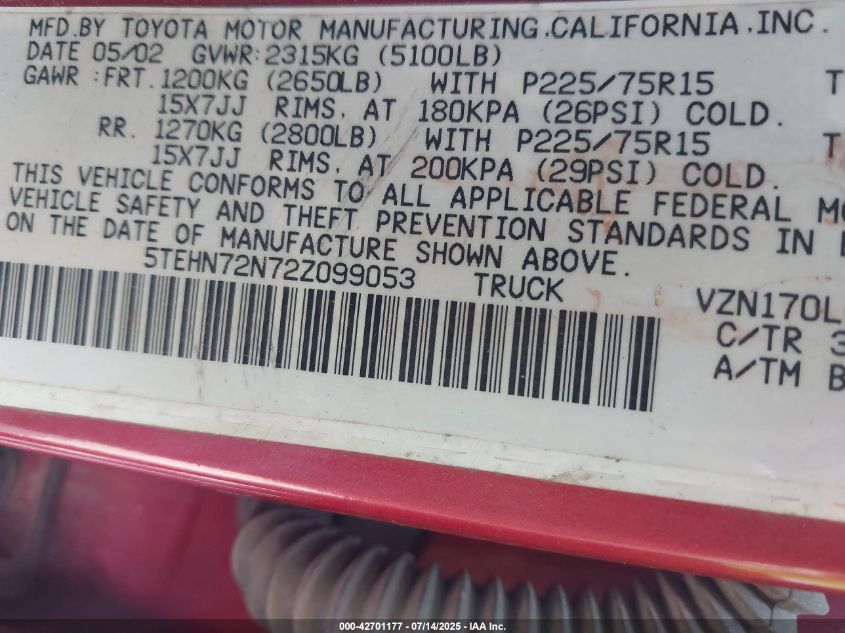 MFD.BY TOYOTA MOTOR MANUFACTURING.CALIFORNIA.INC.
DATE 05/02 GVWR:2315KG (5100LB)
GAWR :FRT.1200KG (2650LB) WITH P225/75R15 T
15X7JJ RIMS, AT 180KPA (26PSI) COLD.
RR. 1270KG (2800LB) WITH P225/75R15 T
15X7JJ RIMS, AT 200KPA (29PSI) COLD.
THIS VEHICLE CONFORMS TO ALL APPLICABLE FEDERAL MO
VEHICLE SAFETY AND THEFT PREVENTION STANDARDS IN E
ON THE DATE OF MANUFACTURE SHOWN ABOVE.
5TEHN72N72Z099053 TRUCK VZN170L
C/TR 3
A/TM B
000-42701177 - 07/14/2025 - IAA Inc.